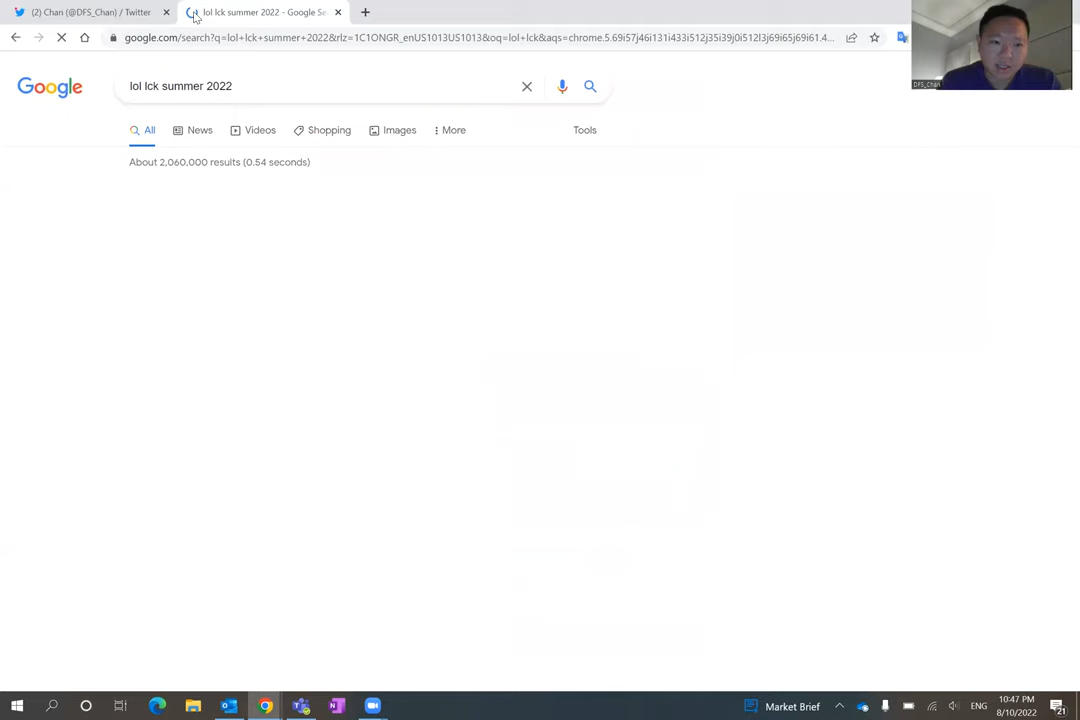 (2) Chan (@DFS_Chan) / Twitter
lol lck summer 2022 - Google Se
google.com/search?q=lol+lck+summer+2022&rlz=1C1ONGR_enUS1013US1013&oq=lol+lck&aqs=chrome.5.69i57j46i131i433i512j35i39j0i512l3j69i65j69i61.4...
DFS_Chan
Google
lol lck summer 2022
All
News
Videos
Shopping
Images
More
Tools
About 2,060,000 results (0.54 seconds)
Market Brief
ENG
10:47 PM
8/10/2022
21